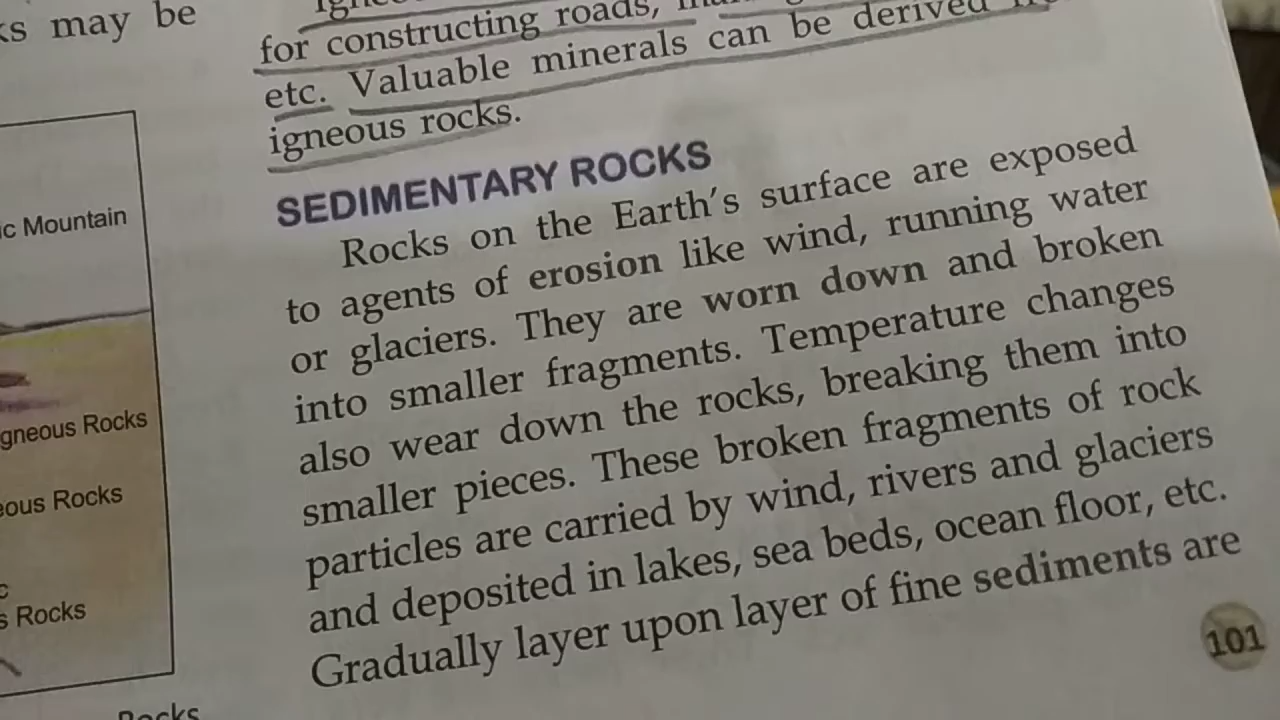 ks may be
for constructing roads,
etc. Valuable minerals can be derived
igneous rocks.
SEDIMENTARY ROCKS
Rocks on the Earth's surface are exposed
to agents of erosion like wind, running water
or glaciers. They are worn down and broken
into smaller fragments. Temperature changes
also wear down the rocks, breaking them into
smaller pieces. These broken fragments of rock
particles are carried by wind, rivers and glaciers
and deposited in lakes, sea beds, ocean floor, etc.
Gradually layer upon layer of fine sediments are
101
ic Mountain
gneous Rocks
eous Rocks
c
s Rocks
Rocks